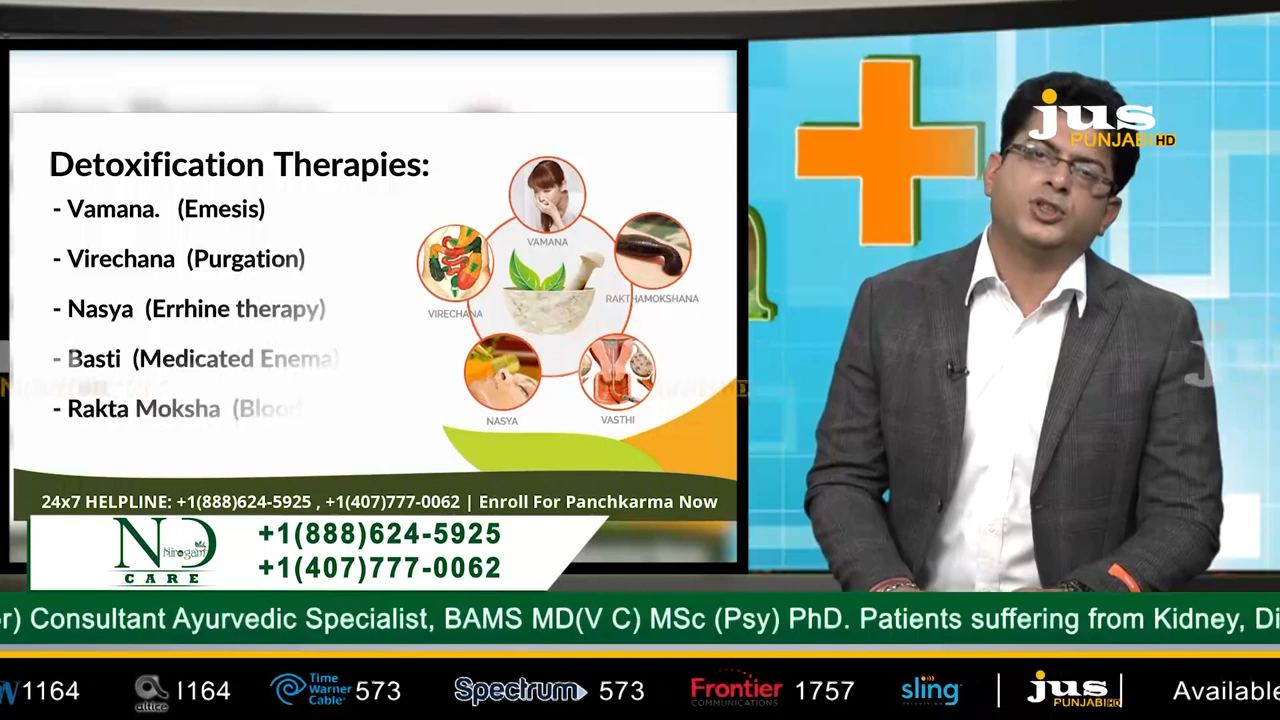 Detoxification Therapies:
- Vamana. (Emesis)
- Virechana (Purgation)
- Nasya (Errhine therapy)
- Basti (Medicated Enema)
- Rakta Moksha (Blood
VAMANA
RAKTHAMOKSHANA
VIRECHANA
NASYA
VASTHI
24x7 HELPLINE: +1(888)624-5925 , +1(407)777-0062 | Enroll For Panchkarma Now
ND
Nirogam
CARE
+1(888)624-5925
+1(407)777-0062
jus
PUNJABI HD
r) Consultant Ayurvedic Specialist, BAMS MD(V C) MSc (Psy) PhD. Patients suffering from Kidney, Di
1164 altice l164 Time Warner Cable 573 Spectrum 573 Frontier COMMUNICATIONS 1757 sling TELEVISION | jus PUNJABI HD | Available